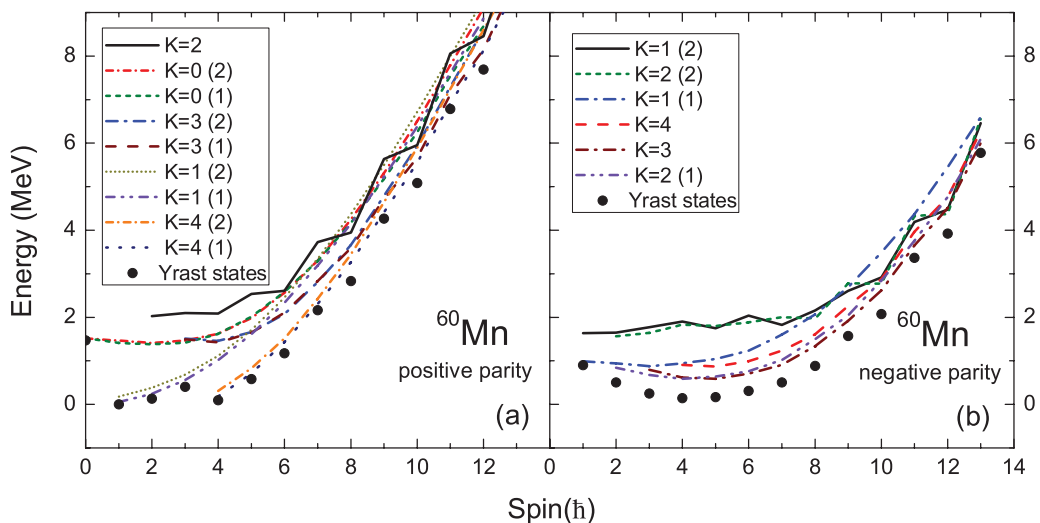 K=2
K=0 (2)
K=0 (1)
K=3 (2)
K=3 (1)
K=1 (2)
K=1 (1)
K=4 (2)
K=4 (1)
Yrast states
60Mn
positive parity
(a)
K=1 (2)
K=2 (2)
K=1 (1)
K=4
K=3
K=2 (1)
Yrast states
60Mn
negative parity
(b)
Energy (MeV)
8
6
4
2
0
8
6
4
2
0
0 2 4 6 8 10 12 0 2 4 6 8 10 12 14
Spin(ħ)